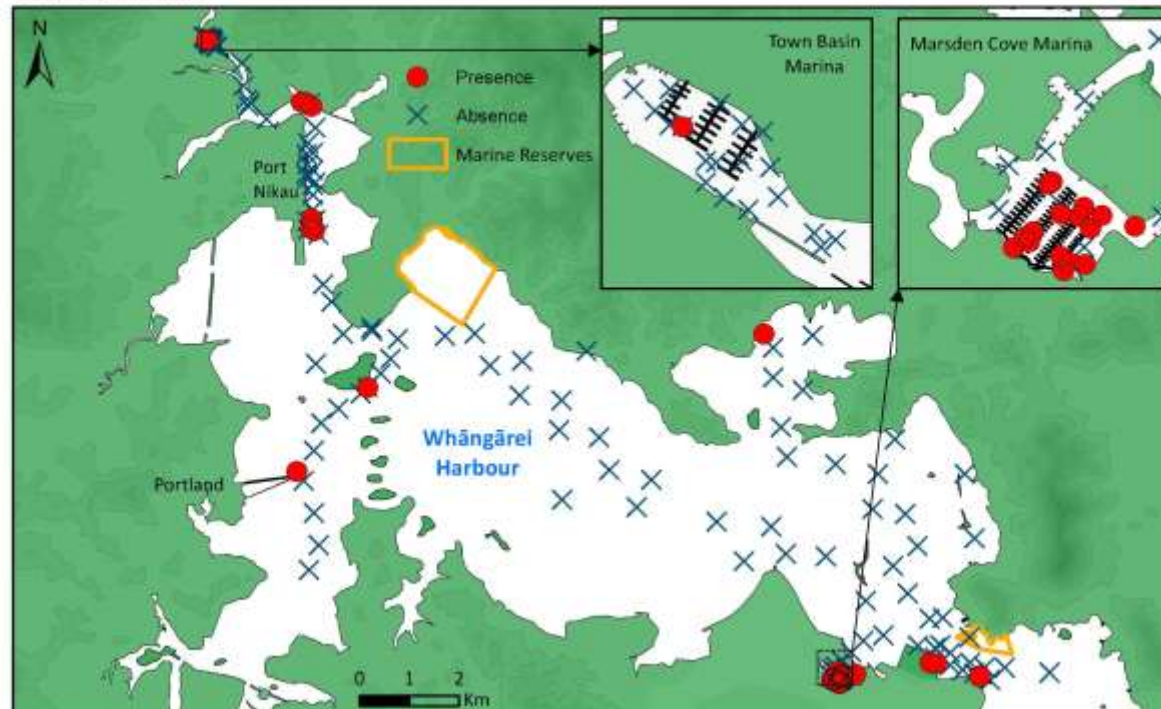 N
Presence
Absence
Marine Reserves
Port
Nikau
Town Basin
Marina
Marsden Cove Marina
Whāngārei
Harbour
Portland
0 1 2
Km